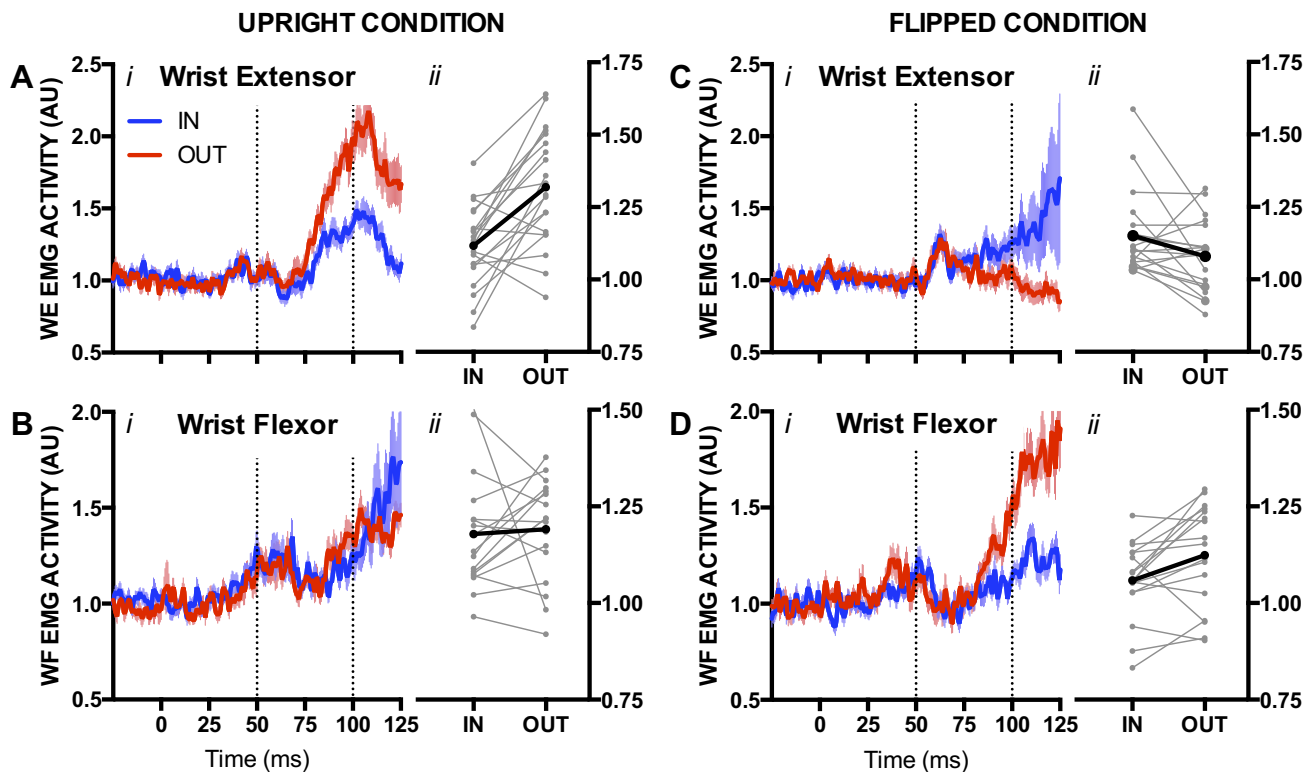 UPRIGHT CONDITION
FLIPPED CONDITION
A
i
Wrist Extensor
ii
WE EMG ACTIVITY (AU)
2.5
2.0
1.5
1.0
0.5
IN
OUT
1.75
1.50
1.25
1.00
0.75
IN
OUT
C
i
Wrist Extensor
ii
WE EMG ACTIVITY (AU)
2.5
2.0
1.5
1.0
0.5
1.75
1.50
1.25
1.00
0.75
IN
OUT
B
i
Wrist Flexor
ii
WF EMG ACTIVITY (AU)
2.0
1.5
1.0
0.5
0 25 50 75 100 125
Time (ms)
1.50
1.25
1.00
0.75
IN
OUT
D
i
Wrist Flexor
ii
WF EMG ACTIVITY (AU)
2.0
1.5
1.0
0.5
0 25 50 75 100 125
Time (ms)
1.50
1.25
1.00
0.75
IN
OUT